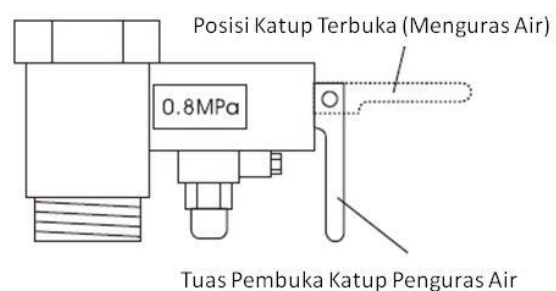 Posisi Katup Terbuka (Menguras Air)
0.8MPa
Tuas Pembuka Katup Penguras Air